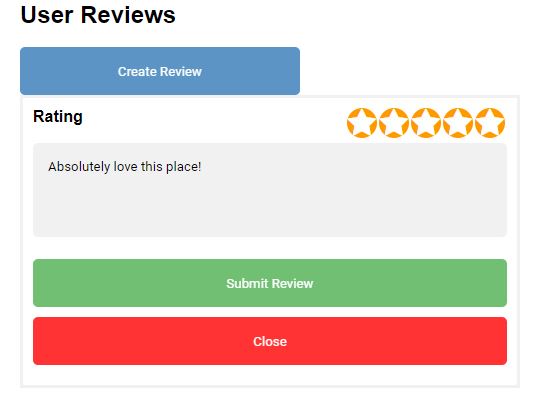 User Reviews
Create Review
Rating
Absolutely love this place!
Submit Review
Close